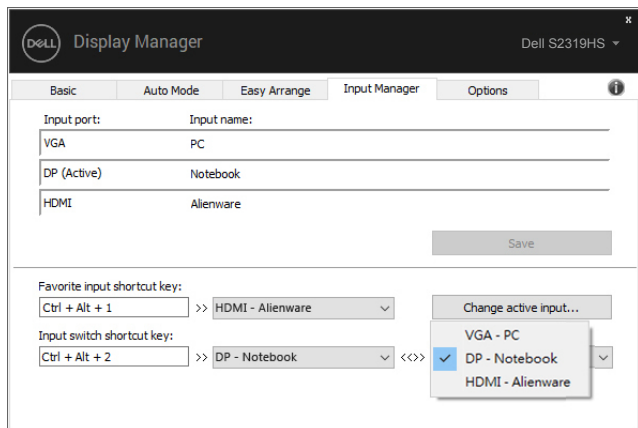 x
DELL Display Manager Dell S2319HS
Basic Auto Mode Easy Arrange Input Manager Options i
Input port: Input name:
VGA PC
DP (Active) Notebook
HDMI Alienware
Save
Favorite input shortcut key:
Ctrl + Alt + 1 >> HDMI - Alienware Change active input...
Input switch shortcut key:
VGA - PC
Ctrl + Alt + 2 >> DP - Notebook <<>> DP - Notebook
HDMI - Alienware